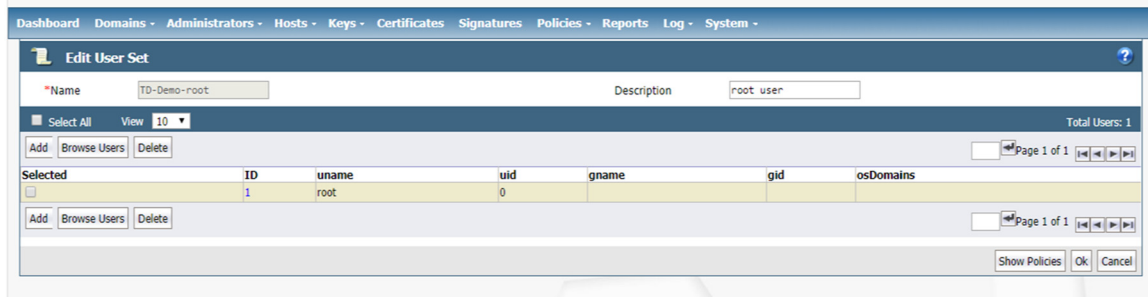 Dashboard Domains Administrators Hosts Keys Certificates Signatures Policies Reports Log System
Edit User Set ?
*Name TD-Demo-root Description root user
Select All View 10 Total Users: 1
Add Browse Users Delete Page 1 of 1
Selected ID uname uid gname gid osDomains
1 root 0
Add Browse Users Delete Page 1 of 1
Show Policies Ok Cancel